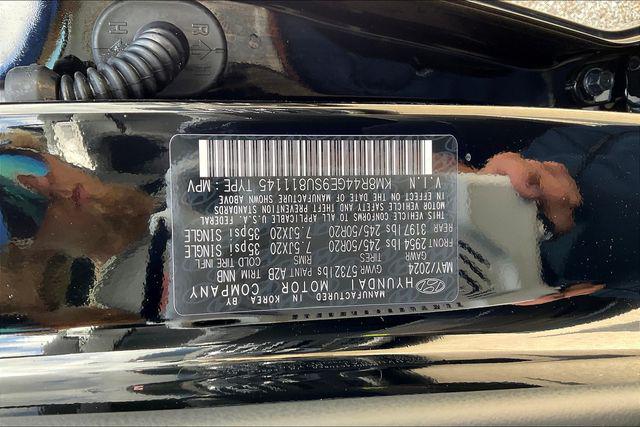 MANUFACTURED IN KOREA BY
HYUNDAI MOTOR COMPANY
MAY/2024 GVWR 5732 lbs PAINT A2B TRIM NNB
GAWR TIRES RIMS COLD TIRE INFL
FRONT 2954 lbs 245/50R20 7.5JX20 35psi SINGLE
REAR 3197 lbs 245/50R20 7.5JX20 35psi SINGLE
THIS VEHICLE CONFORMS TO ALL APPLICABLE U.S.A. FEDERAL
MOTOR VEHICLE SAFETY AND THEFT PREVENTION STANDARDS
IN EFFECT ON THE DATE OF MANUFACTURE SHOWN ABOVE
V.I.N KM8R44GE9SU811145 TYPE : MPV
R
H